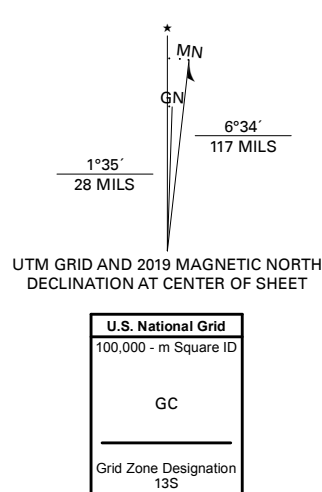 ★
MN
GN
6°34´
117 MILS
1°35´
28 MILS
UTM GRID AND 2019 MAGNETIC NORTH
DECLINATION AT CENTER OF SHEET
U.S. National Grid
100,000 - m Square ID
GC
Grid Zone Designation
13S